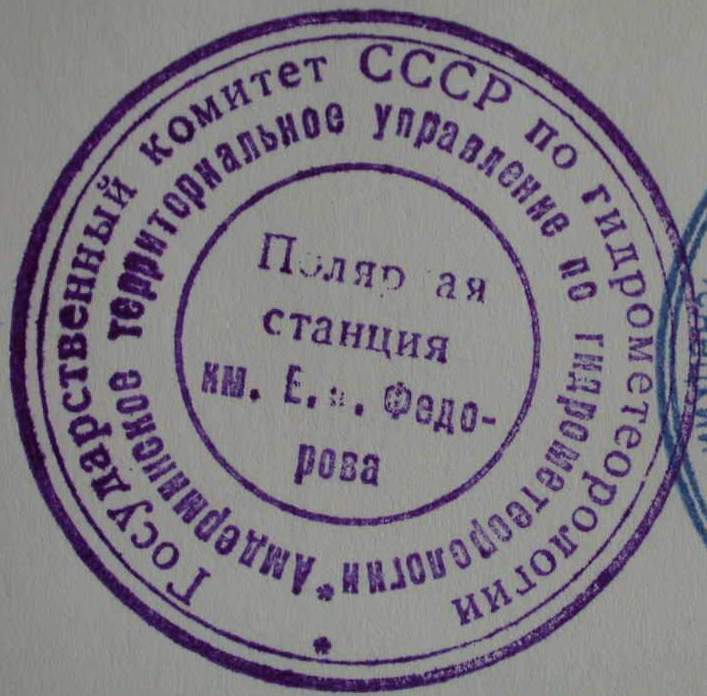 Государственный комитет СССР по гидрометеорологии
Амдерминское территориальное управление по гидрометеорологии
Полярная
станция
им. Е. Федо-
рова